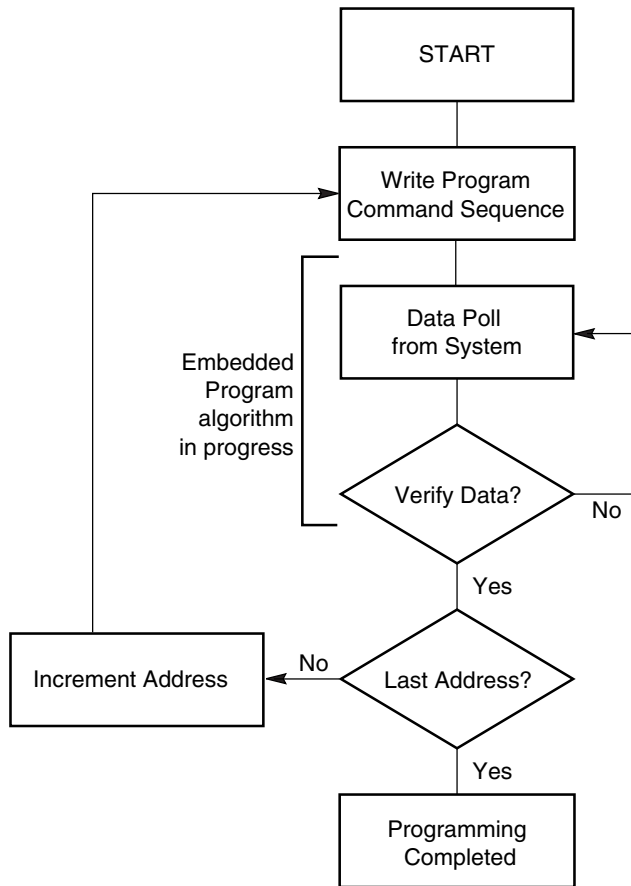 START
Write Program
Command Sequence
Data Poll
from System
Embedded
Program
algorithm
in progress
Verify Data?
No
Yes
No
Increment Address
Last Address?
Yes
Programming
Completed